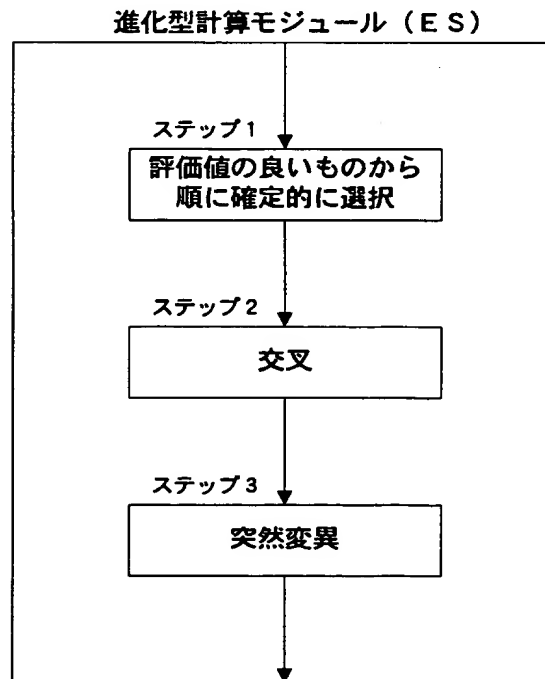 進化型計算モジュール（ＥＳ）
ステップ１
評価値の良いものから
順に確定的に選択
ステップ２
交叉
ステップ３
突然変異